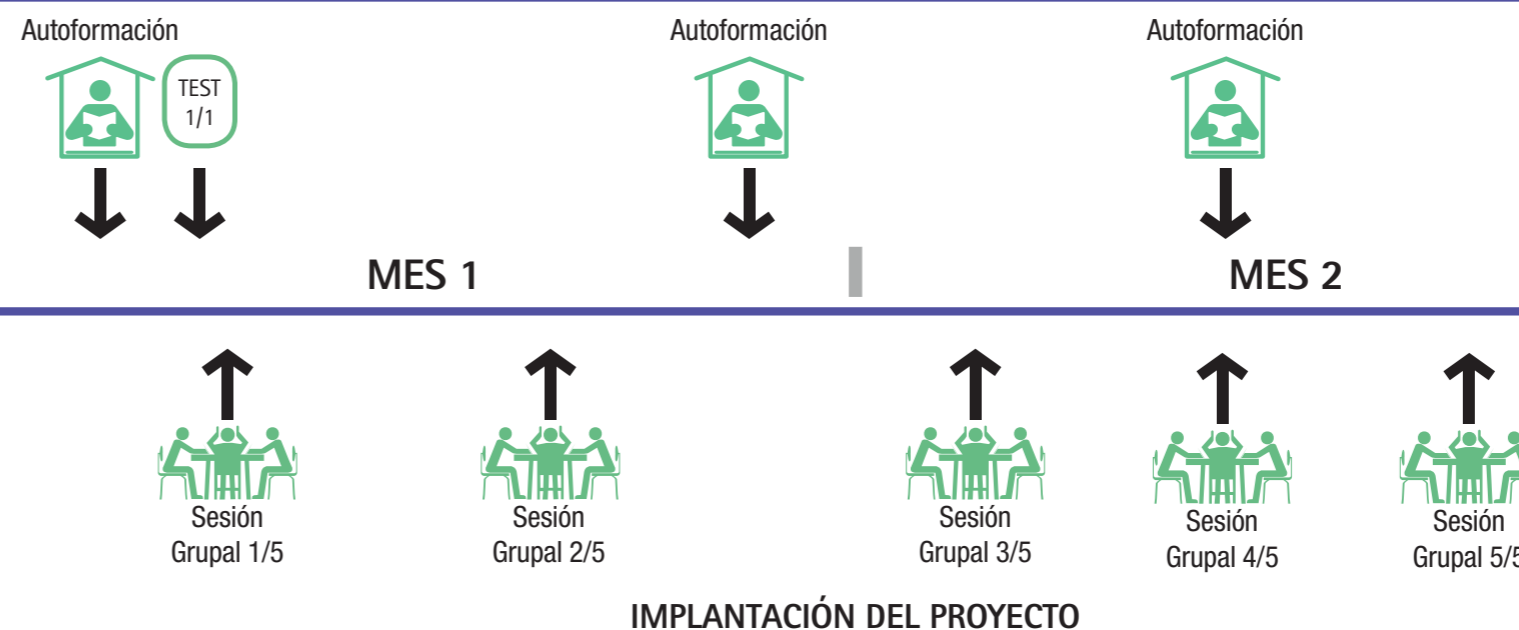 Autoformación
Autoformación
Autoformación
TEST
1/1
MES 1
MES 2
Sesión
Grupal 1/5
Sesión
Grupal 2/5
Sesión
Grupal 3/5
Sesión
Grupal 4/5
Sesión
Grupal 5/5
IMPLANTACIÓN DEL PROYECTO